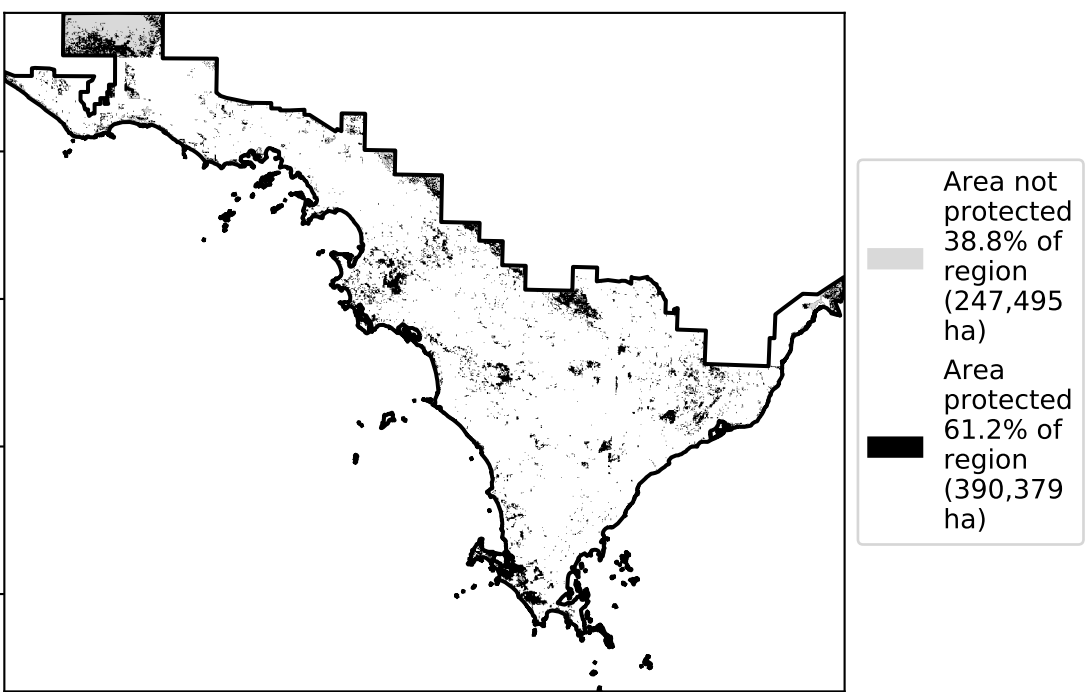 Area not
protected
38.8% of
region
(247,495
ha)
Area
protected
61.2% of
region
(390,379
ha)